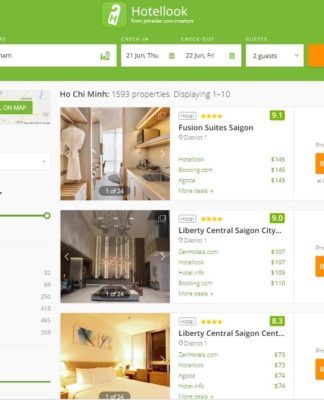 Hotellook
from Jetradar.com creators
CHECK-IN
CHECK-OUT
GUESTS
21 Jun, Thu
22 Jun, Fri
2 guests
Ho Chi Minh: 1593 properties. Displaying 1–10.
L ON MAP
Hotel
9.1
Fusion Suites Saigon
District 1
Hotellook $145
Booking.com $145
Agoda $145
More deals >
1 of 24
Hotel
9.0
Liberty Central Saigon City...
District 1
ZenHotels.com $107
Hotellook $107
Hotel.info $109
Booking.com $110
More deals >
1 of 24
32
69
250
418
465
359
Hotel
8.3
Liberty Central Saigon Cent...
District 1
ZenHotels.com $73
Hotellook $73
Agoda $73
Hotel.info $74
More deals >
1 of 24